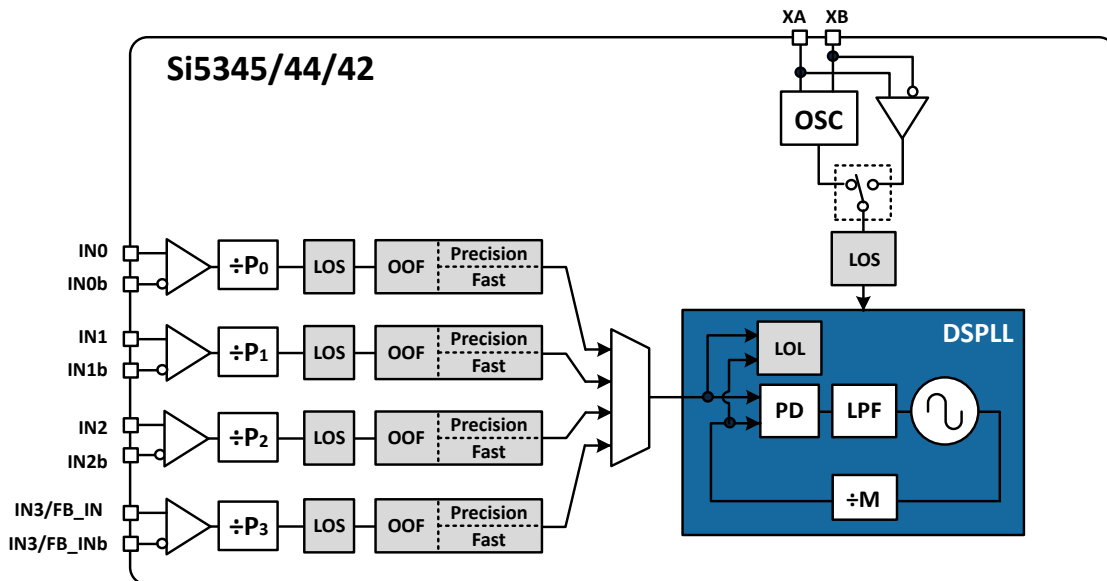 XA XB
Si5345/44/42
OSC
LOS
IN0
IN0b
÷P0
LOS
OOF
Precision
Fast
IN1
IN1b
÷P1
LOS
OOF
Precision
Fast
IN2
IN2b
÷P2
LOS
OOF
Precision
Fast
IN3/FB_IN
IN3/FB_INb
÷P3
LOS
OOF
Precision
Fast
DSPLL
LOL
PD
LPF
÷M